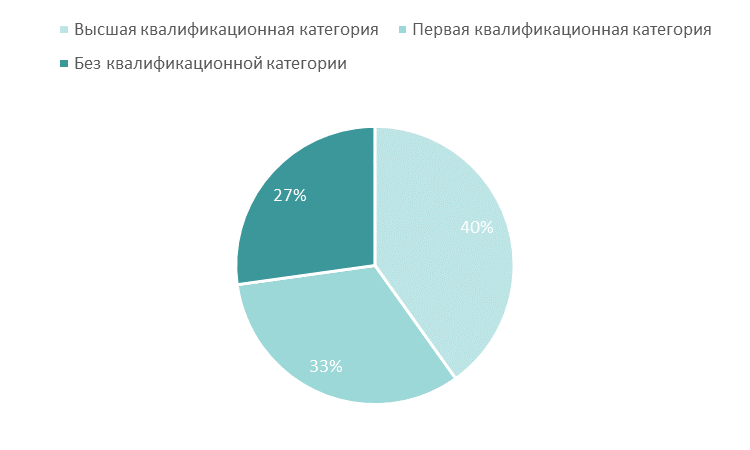 Высшая квалификационная категория Первая квалификационная категория
Без квалификационной категории
27%
40%
33%